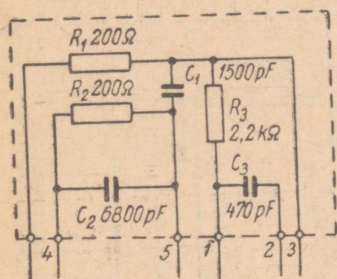 R1 200Ω
C1
1500pF
R2 200Ω
R3
2,2kΩ
C3
C2 6800pF
470pF
4
5
1
2
3